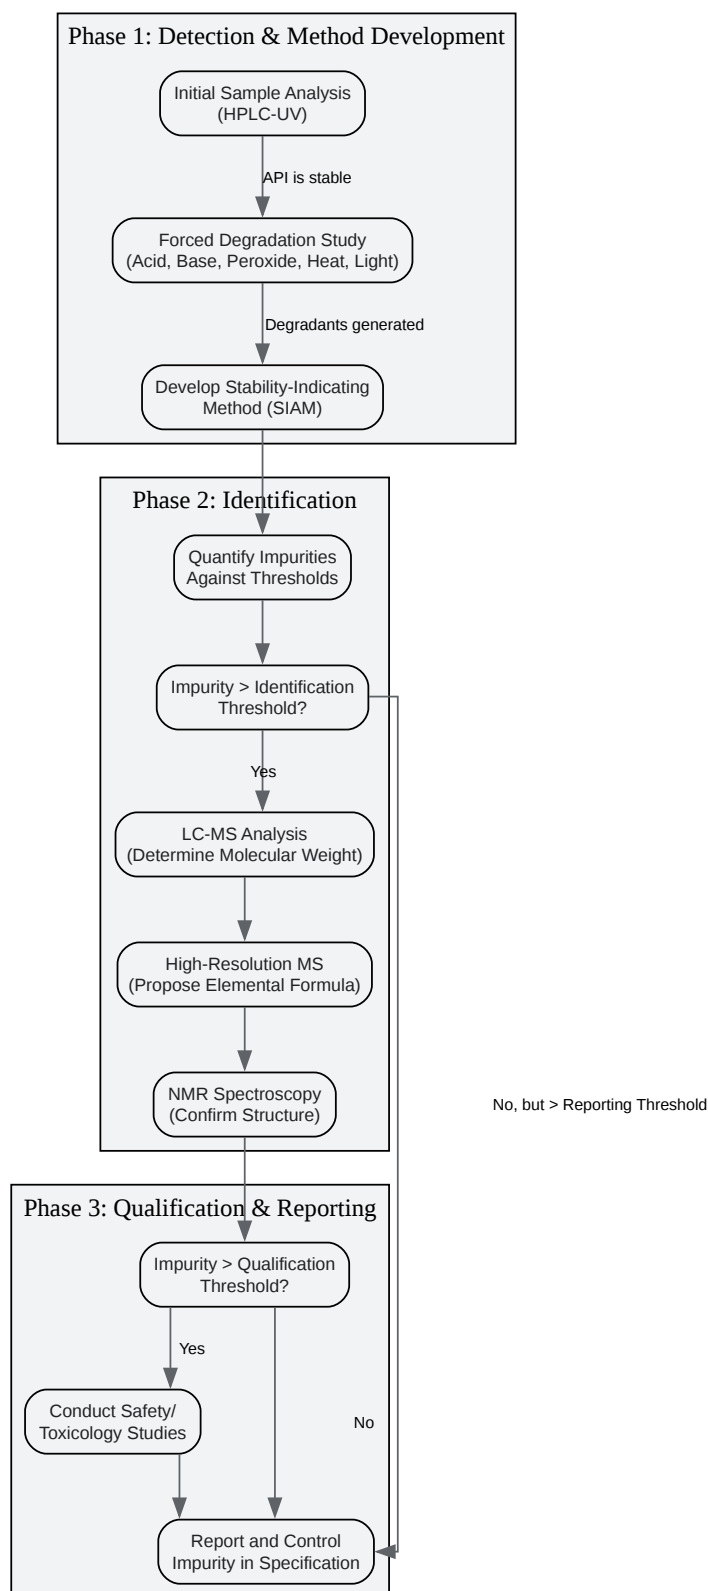 Phase 1: Detection & Method Development
Initial Sample Analysis
(HPLC-UV)
API is stable
Forced Degradation Study
(Acid, Base, Peroxide, Heat, Light)
Degradants generated
Develop Stability-Indicating
Method (SIAM)
Phase 2: Identification
Quantify Impurities
Against Thresholds
Impurity > Identification
Threshold?
Yes
LC-MS Analysis
(Determine Molecular Weight)
High-Resolution MS
(Propose Elemental Formula)
NMR Spectroscopy
(Confirm Structure)
No, but > Reporting Threshold
Phase 3: Qualification & Reporting
Impurity > Qualification
Threshold?
Yes
Conduct Safety/
Toxicology Studies
No
Report and Control
Impurity in Specification